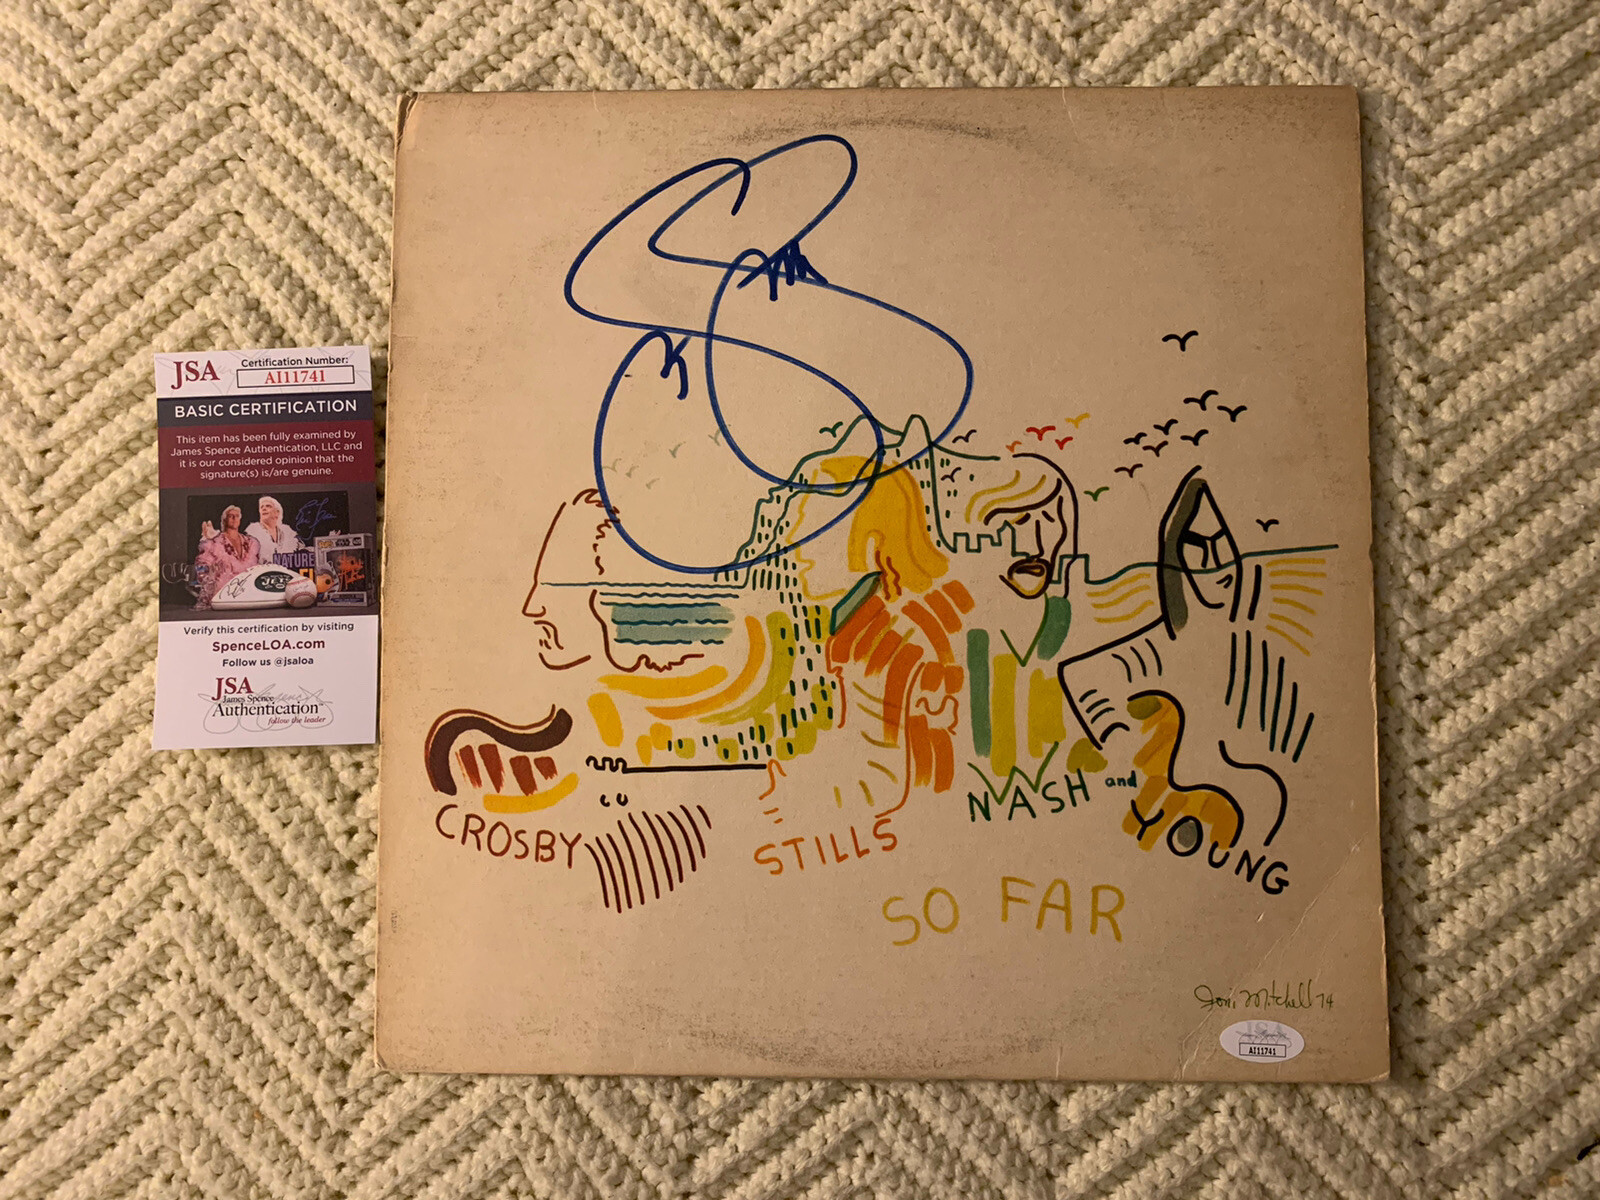 JSA
Certification Number:
AI11741
BASIC CERTIFICATION
This item has been fully examined by
James Spence Authentication, LLC and
it is our considered opinion that the
signature(s) is/are genuine.
NATURE
JETS
Verify this certification by visiting
SpenceLOA.com
Follow us @jsaloa
JSA
James Spence
Authentication
follow the leader
CROSBY
STILLS
NASH and
YOUNG
SO FAR
Joni Mitchell 74
AI11741